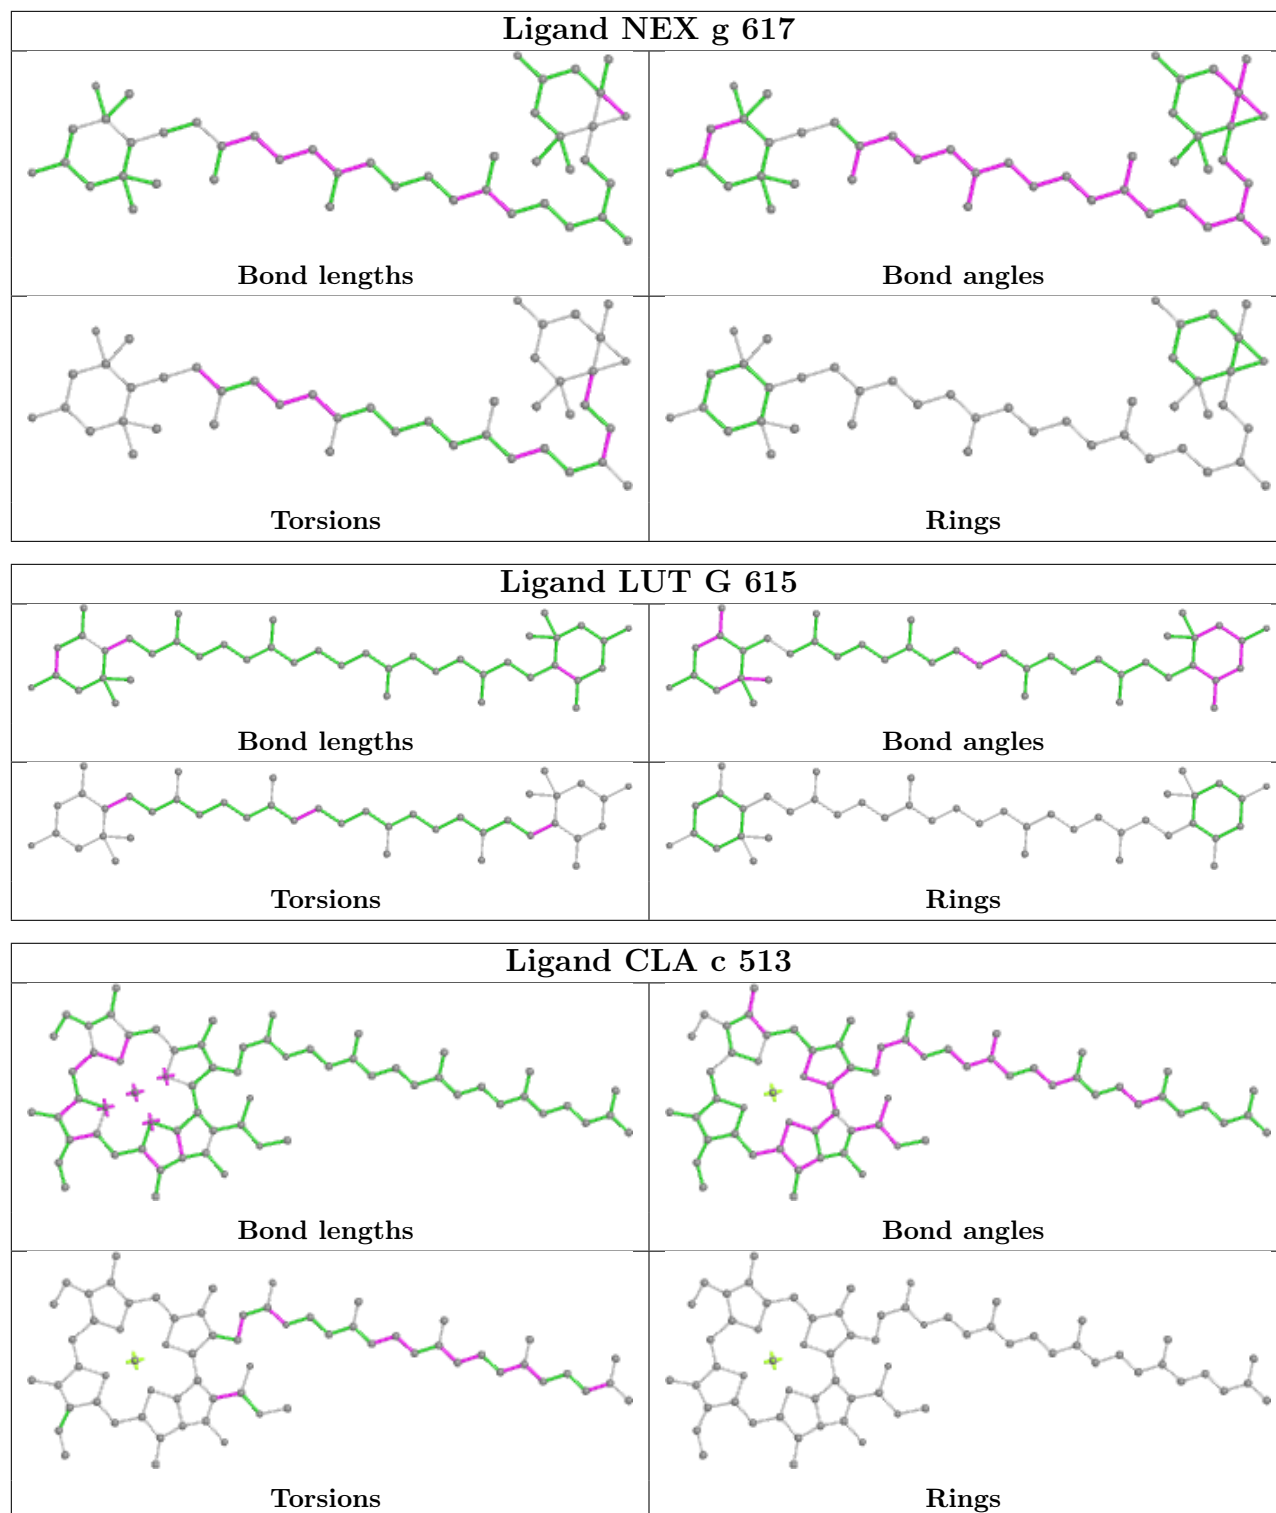 Ligand NEX g 617
Bond lengths
Bond angles
Torsions
Rings
Ligand LUT G 615
Bond lengths
Bond angles
Torsions
Rings
Ligand CLA c 513
Bond lengths
Bond angles
Torsions
Rings